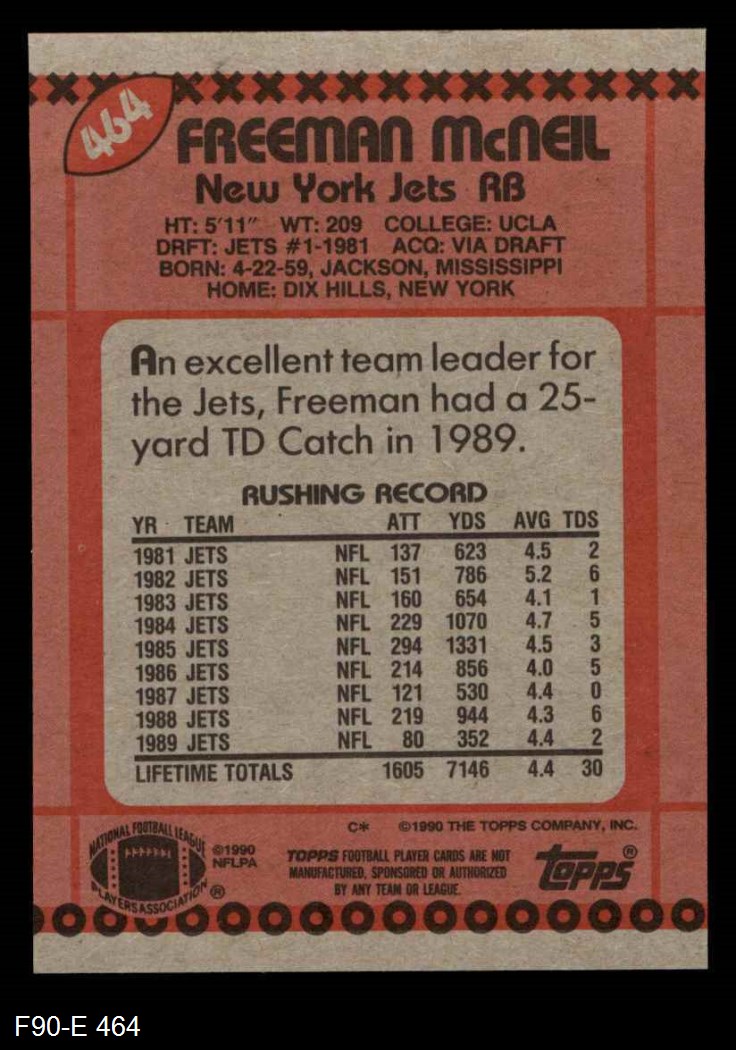 464
FREEMAN McNEIL
New York Jets RB
HT: 5'11" WT: 209 COLLEGE: UCLA
DRFT: JETS #1-1981 ACQ: VIA DRAFT
BORN: 4-22-59, JACKSON, MISSISSIPPI
HOME: DIX HILLS, NEW YORK
An excellent team leader for
the Jets, Freeman had a 25-
yard TD Catch in 1989.
RUSHING RECORD
YR TEAM ATT YDS AVG TDS
1981 JETS NFL 137 623 4.5 2
1982 JETS NFL 151 786 5.2 6
1983 JETS NFL 160 654 4.1 1
1984 JETS NFL 229 1070 4.7 5
1985 JETS NFL 294 1331 4.5 3
1986 JETS NFL 214 856 4.0 5
1987 JETS NFL 121 530 4.4 0
1988 JETS NFL 219 944 4.3 6
1989 JETS NFL 80 352 4.4 2
LIFETIME TOTALS 1605 7146 4.4 30
C* ©1990 THE TOPPS COMPANY, INC.
NATIONAL FOOTBALL LEAGUE
PLAYERS ASSOCIATION ®
©1990
NFLPA
TOPPS FOOTBALL PLAYER CARDS ARE NOT
MANUFACTURED, SPONSORED OR AUTHORIZED
BY ANY TEAM OR LEAGUE.
topps®
F90-E 464